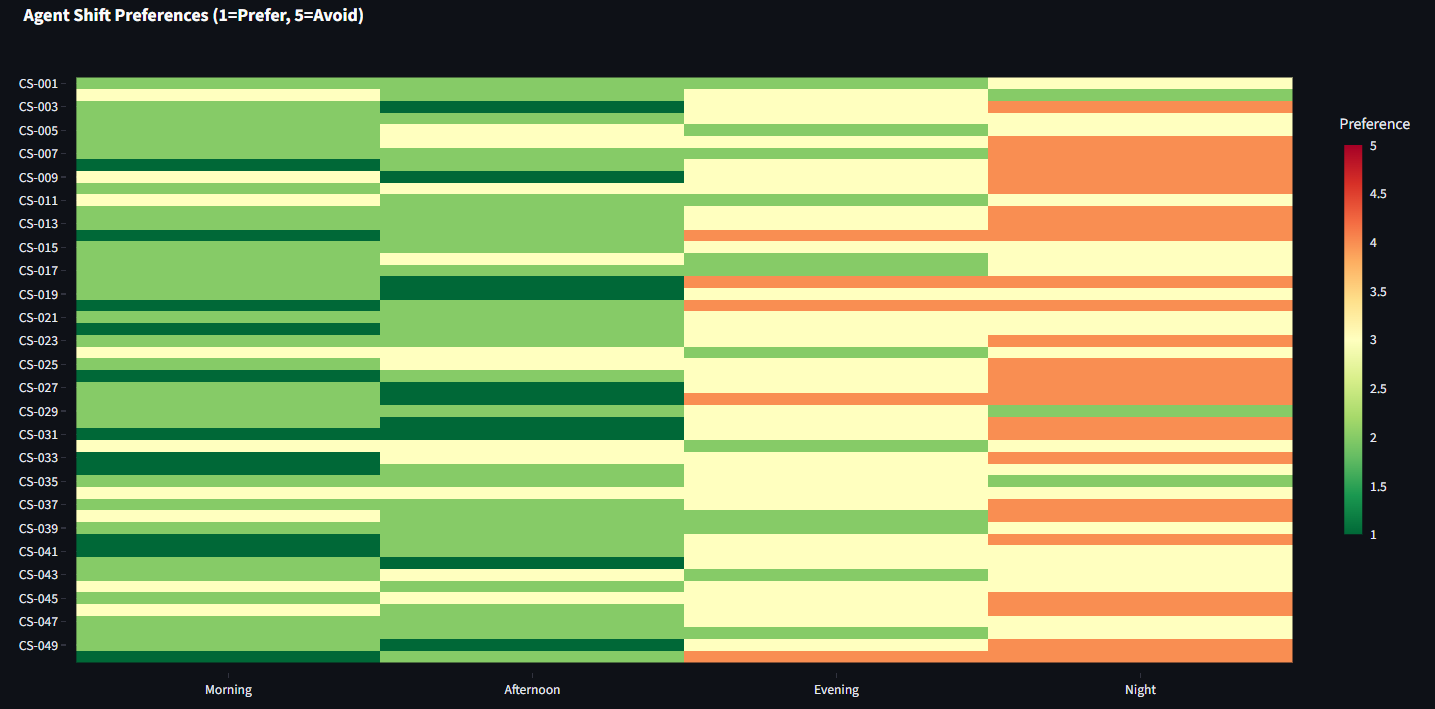 Agent Shift Preferences (1=Prefer, 5=Avoid)
CS-001
CS-003
CS-005
CS-007
CS-009
CS-011
CS-013
CS-015
CS-017
CS-019
CS-021
CS-023
CS-025
CS-027
CS-029
CS-031
CS-033
CS-035
CS-037
CS-039
CS-041
CS-043
CS-045
CS-047
CS-049
Morning Afternoon Evening Night
Preference
5
4.5
4
3.5
3
2.5
2
1.5
1